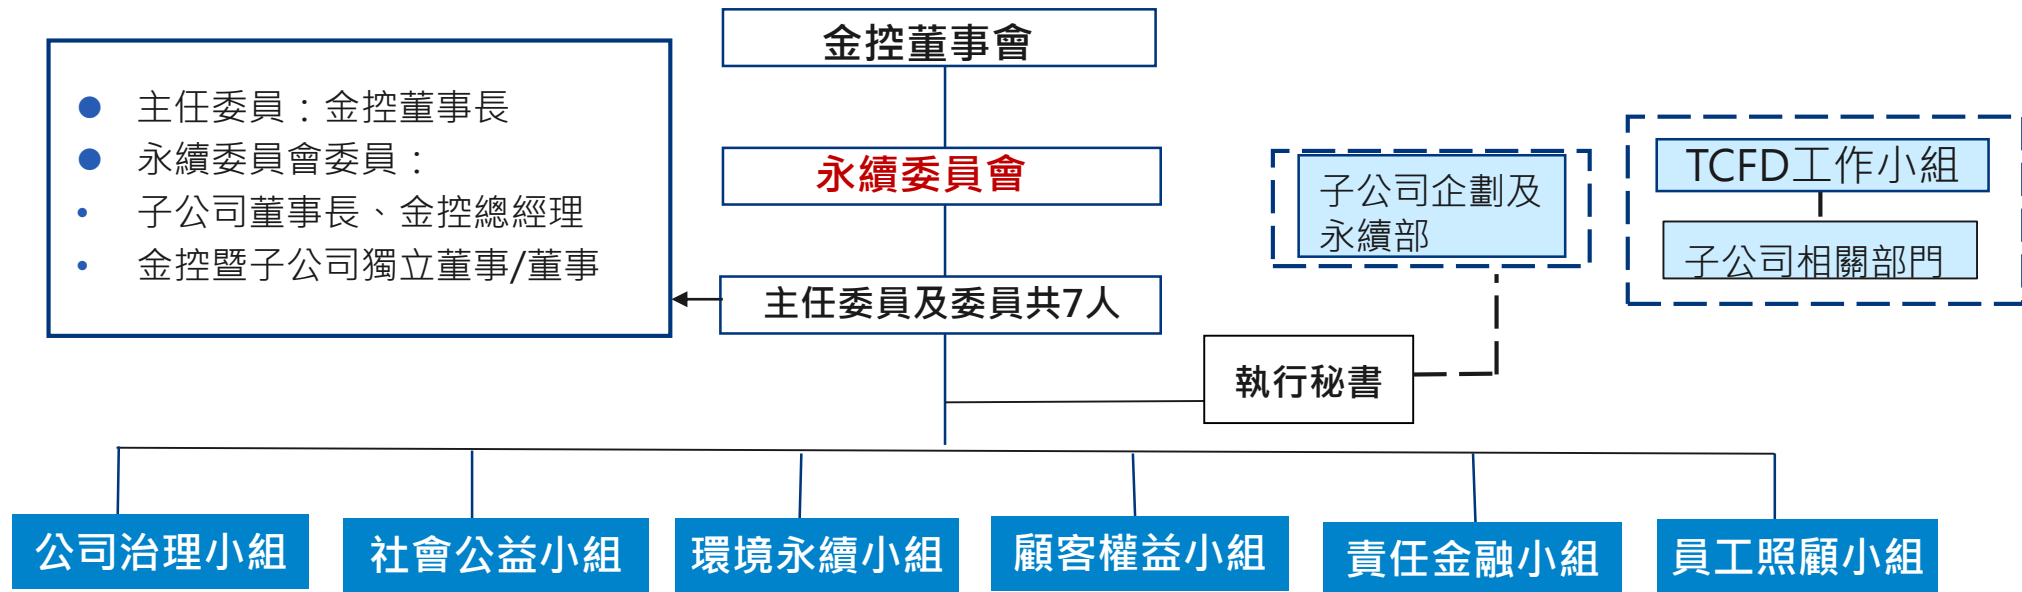 金控董事會
● 主任委員：金控董事長
● 永續委員會委員：
• 子公司董事長、金控總經理
• 金控暨子公司獨立董事/董事
永續委員會
主任委員及委員共7人
子公司企劃及
永續部
TCFD工作小組
子公司相關部門
執行秘書
公司治理小組
社會公益小組
環境永續小組
顧客權益小組
責任金融小組
員工照顧小組